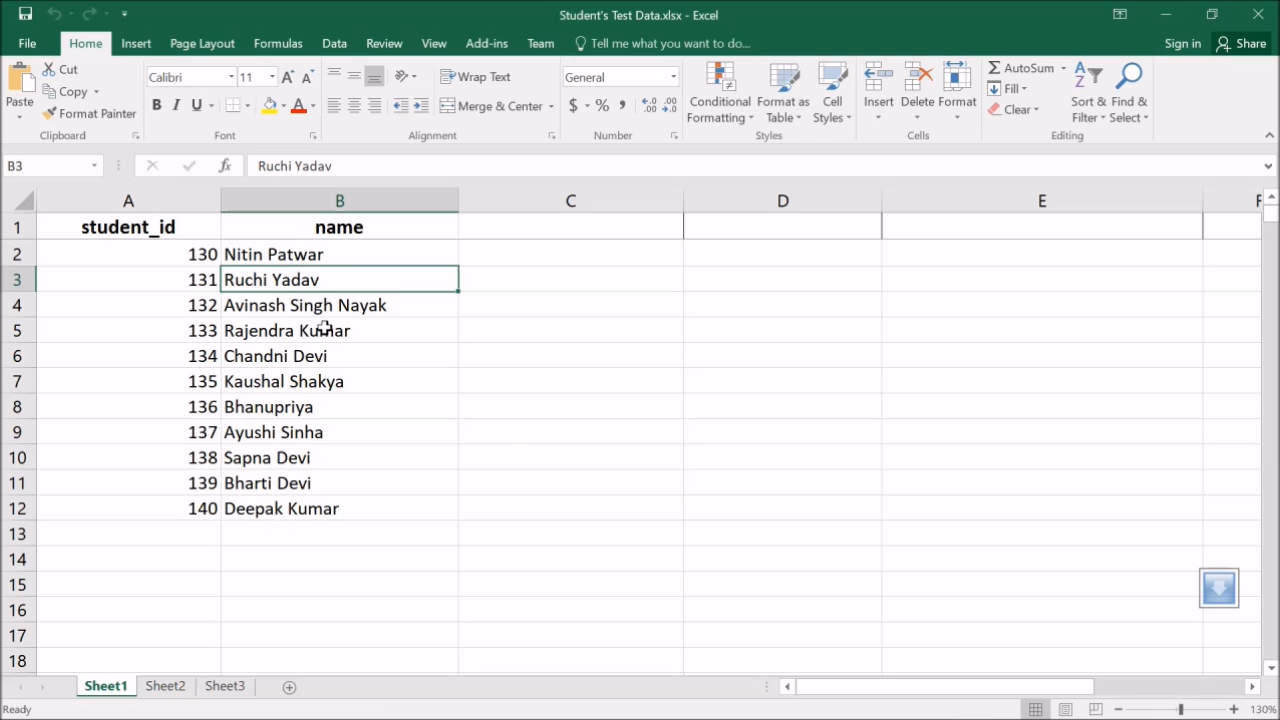 Student's Test Data.xlsx - Excel
File Home Insert Page Layout Formulas Data Review View Add-ins Team Tell me what you want to do... Sign in Share
Paste Cut Copy Format Painter Clipboard
Calibri 11 B I U A A A Font
Wrap Text Merge & Center Alignment
General $ % , .0 .00 .00 .0 Number
Conditional Formatting Format as Table Cell Styles Styles
Insert Delete Format Cells
AutoSum Fill Clear Sort & Filter Find & Select Editing
B3 fx Ruchi Yadav
A B C D E F
1 student_id name
2 130 Nitin Patwar
3 131 Ruchi Yadav
4 132 Avinash Singh Nayak
5 133 Rajendra Kumar
6 134 Chandni Devi
7 135 Kaushal Shakya
8 136 Bhanupriya
9 137 Ayushi Sinha
10 138 Sapna Devi
11 139 Bharti Devi
12 140 Deepak Kumar
13
14
15
16
17
18
Sheet1 Sheet2 Sheet3
Ready 130%